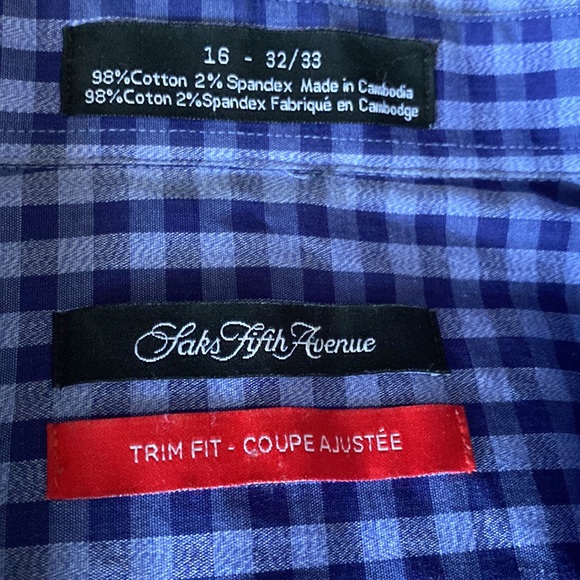 16 - 32/33
98%Cotton 2% Spandex Made in Cambodia
98%Coton 2%Spandex Fabriqué en Cambodge
Saks Fifth Avenue
TRIM FIT - COUPE AJUSTÉE